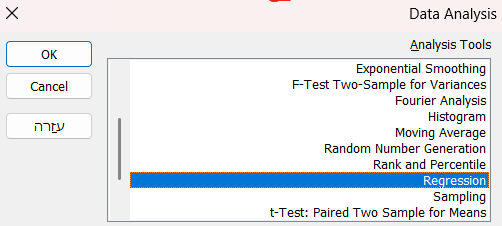 Data Analysis
Analysis Tools
Exponential Smoothing
F-Test Two-Sample for Variances
Fourier Analysis
Histogram
Moving Average
Random Number Generation
Rank and Percentile
Regression
Sampling
t-Test: Paired Two Sample for Means
OK
Cancel
עזרה